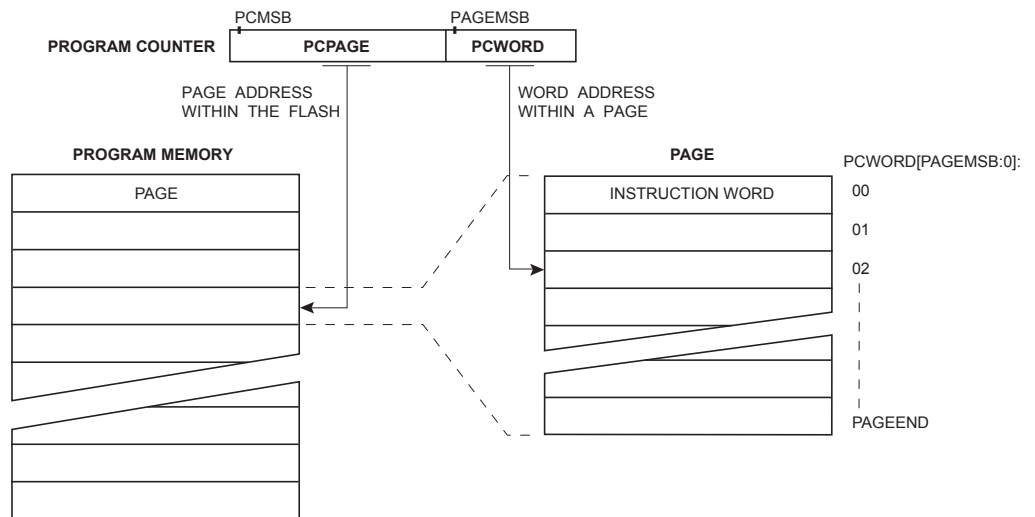 PCMSB PAGEMSB
PROGRAM COUNTER PCPAGE PCWORD
PAGE ADDRESS
WITHIN THE FLASH
WORD ADDRESS
WITHIN A PAGE
PROGRAM MEMORY
PAGE
PAGE
INSTRUCTION WORD
PCWORD[PAGEMSB:0]:
00
01
02
PAGEEND